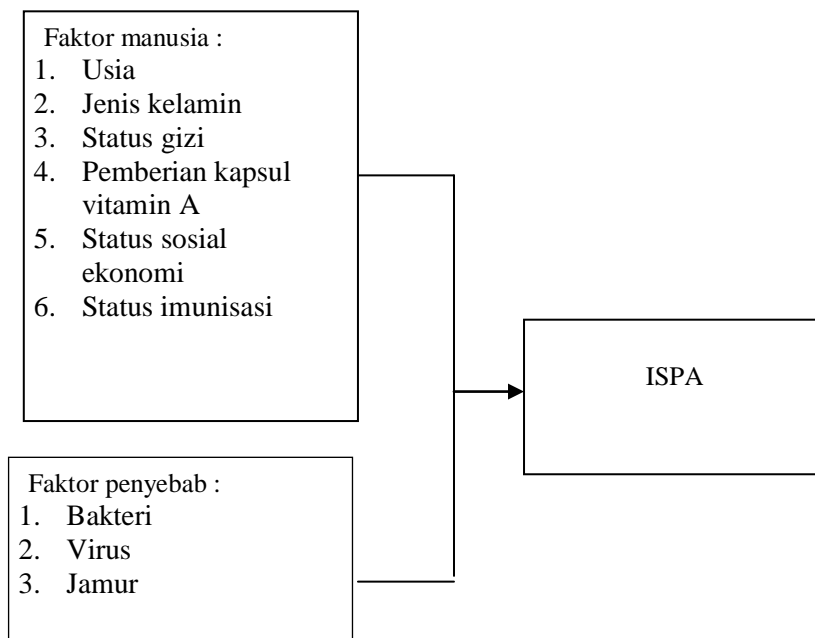 Faktor manusia :
1. Usia
2. Jenis kelamin
3. Status gizi
4. Pemberian kapsul
vitamin A
5. Status sosial
ekonomi
6. Status imunisasi
ISPA
Faktor penyebab :
1. Bakteri
2. Virus
3. Jamur